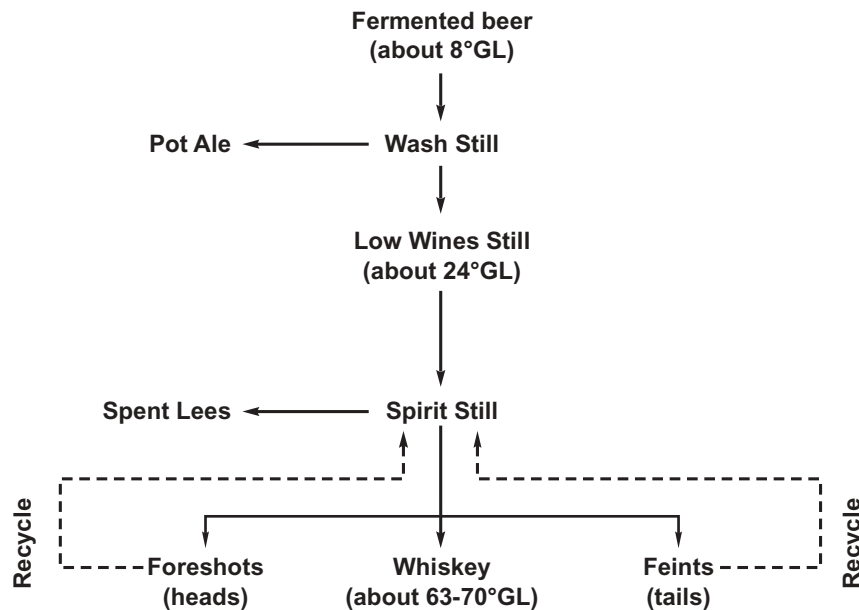 Fermented beer
(about 8°GL)
Pot Ale
Wash Still
Low Wines Still
(about 24°GL)
Spent Lees
Spirit Still
Recycle
Recycle
Foreshots
(heads)
Whiskey
(about 63-70°GL)
Feints
(tails)